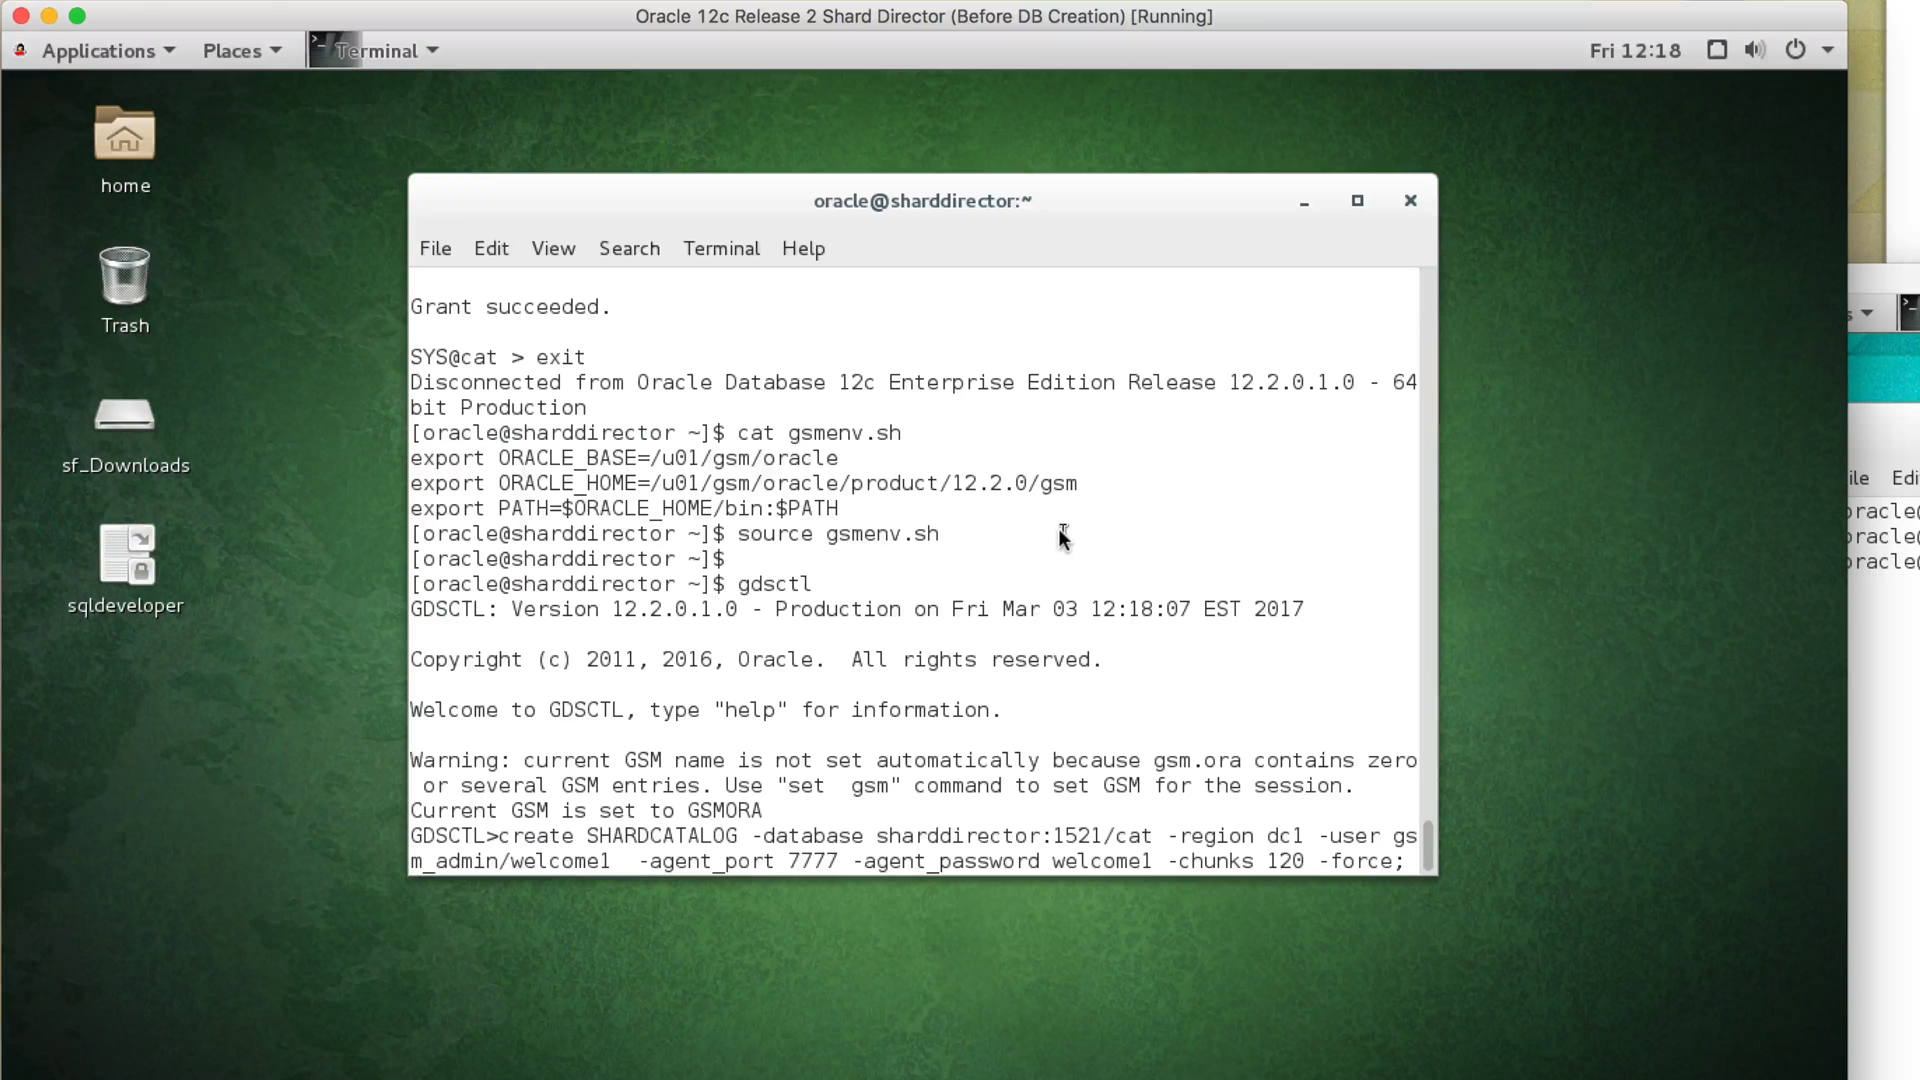 Oracle 12c Release 2 Shard Director (Before DB Creation) [Running]
Applications Places Terminal Fri 12:18
home
Trash
sf_Downloads
sqldeveloper
oracle@sharddirector:~
File Edit View Search Terminal Help
Grant succeeded.
SYS@cat > exit
Disconnected from Oracle Database 12c Enterprise Edition Release 12.2.0.1.0 - 64
bit Production
[oracle@sharddirector ~]$ cat gsmenv.sh
export ORACLE_BASE=/u01/gsm/oracle
export ORACLE_HOME=/u01/gsm/oracle/product/12.2.0/gsm
export PATH=$ORACLE_HOME/bin:$PATH
[oracle@sharddirector ~]$ source gsmenv.sh
[oracle@sharddirector ~]$
[oracle@sharddirector ~]$ gdsctl
GDSCTL: Version 12.2.0.1.0 - Production on Fri Mar 03 12:18:07 EST 2017
Copyright (c) 2011, 2016, Oracle.  All rights reserved.
Welcome to GDSCTL, type "help" for information.
Warning: current GSM name is not set automatically because gsm.ora contains zero
or several GSM entries. Use "set  gsm" command to set GSM for the session.
Current GSM is set to GSMORA
GDSCTL>create SHARDCATALOG -database sharddirector:1521/cat -region dc1 -user gs
m_admin/welcome1  -agent_port 7777 -agent_password welcome1 -chunks 120 -force;